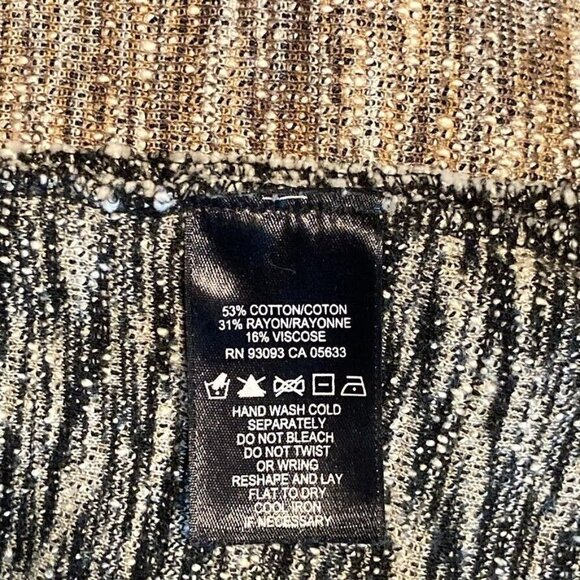 53% COTTON/COTON
31% RAYON/RAYONNE
16% VISCOSE
RN 93093 CA 05633
HAND WASH COLD
SEPARATELY
DO NOT BLEACH
DO NOT TWIST
OR WRING
RESHAPE AND LAY
FLAT TO DRY
COOL IRON
IF NECESSARY